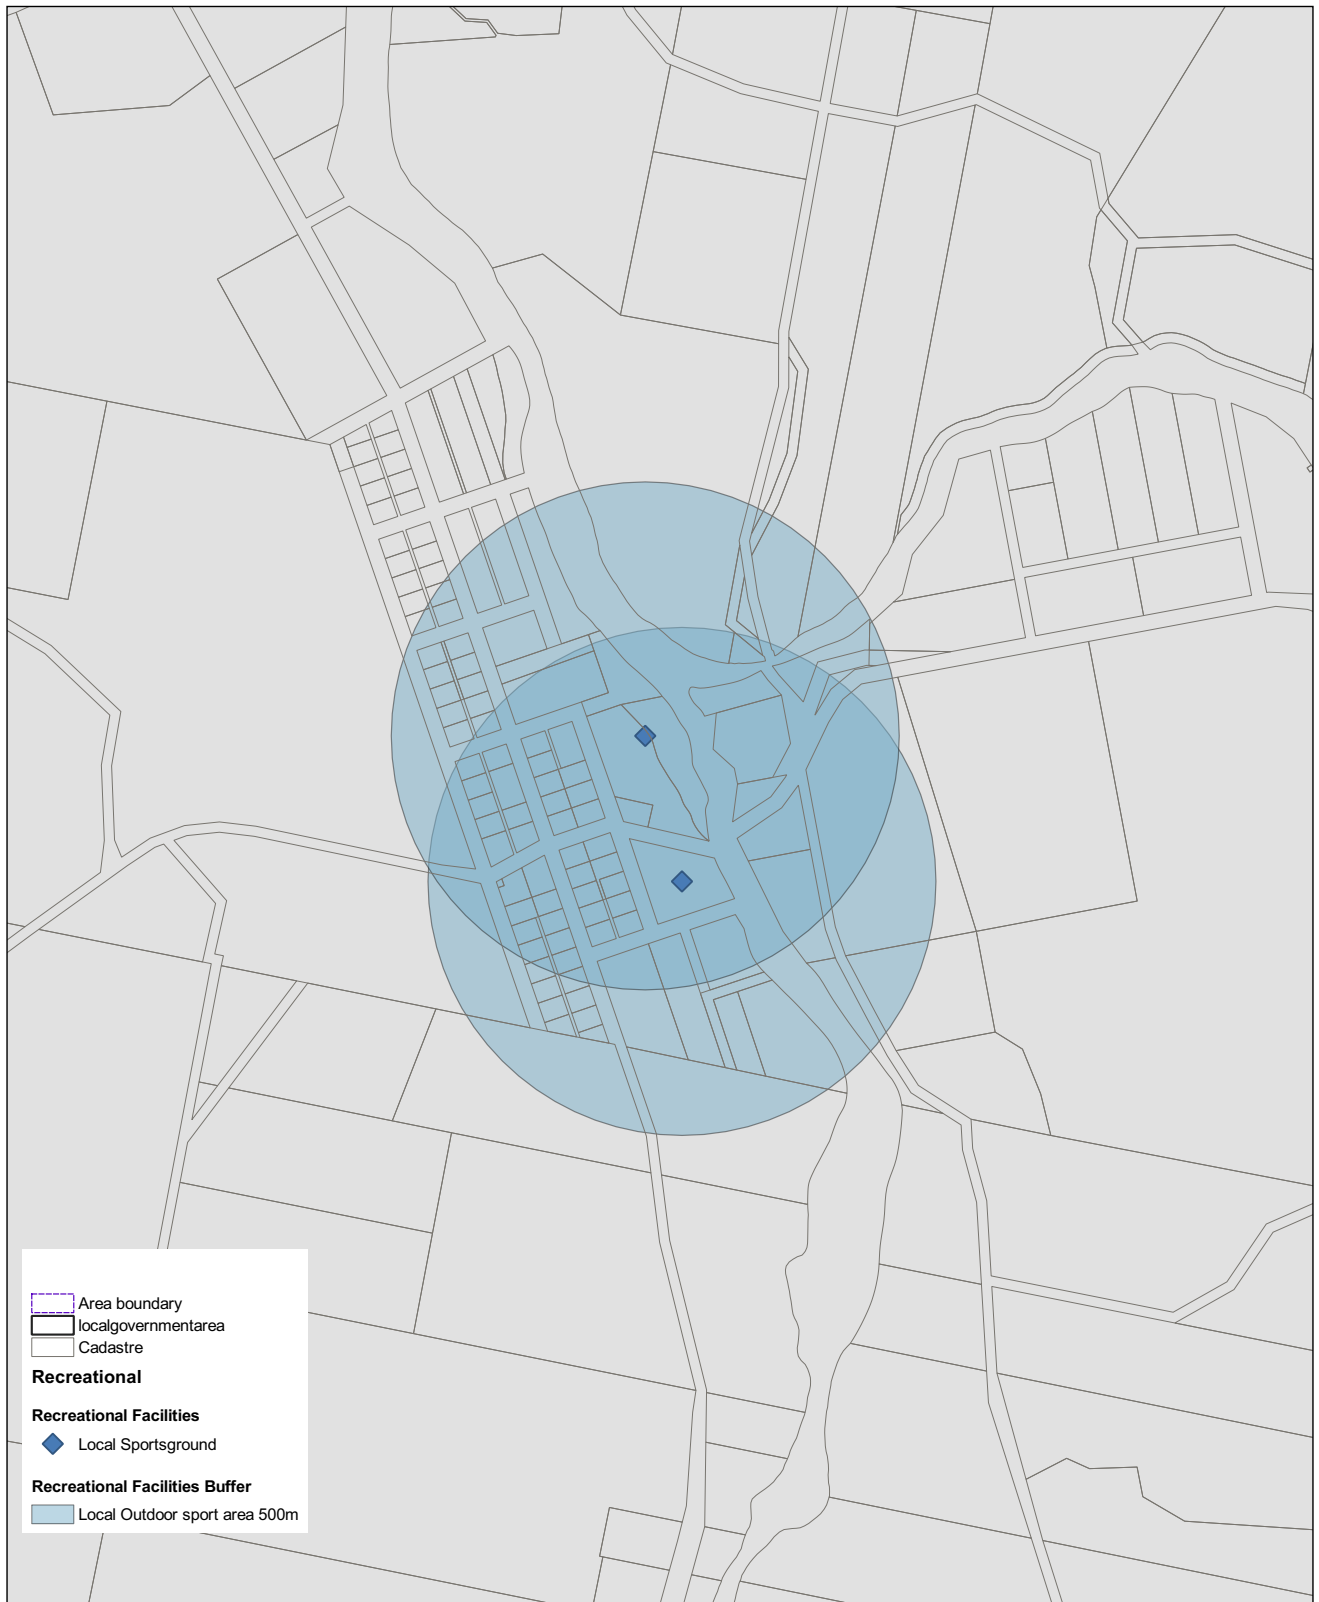 Area boundary
localgovernmentarea
Cadastre
Recreational
Recreational Facilities
Local Sportsground
Recreational Facilities Buffer
Local Outdoor sport area 500m